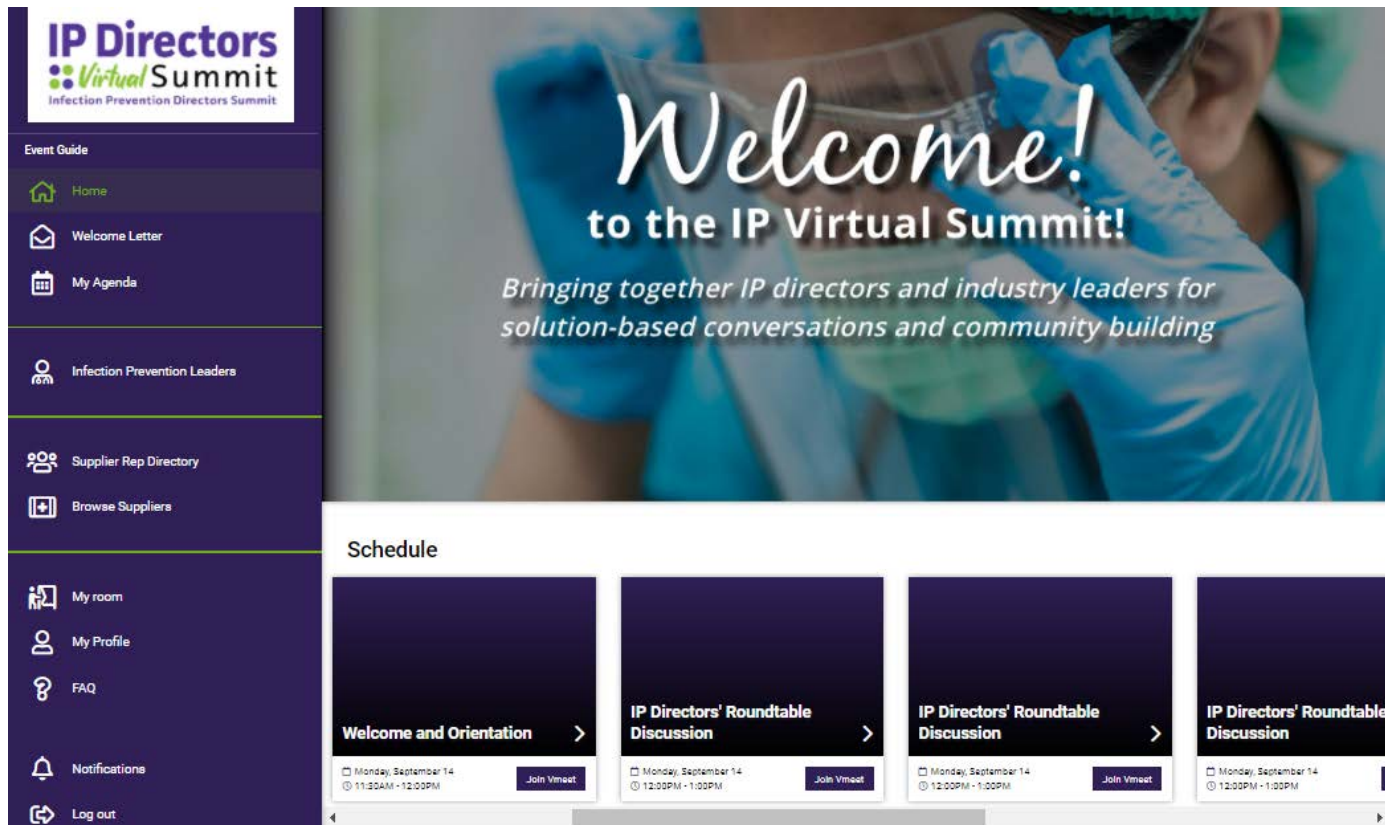 IP Directors
Virtual Summit
Infection Prevention Directors Summit
Event Guide
Home
Welcome Letter
My Agenda
Infection Prevention Leaders
Supplier Rep Directory
Browse Suppliers
My room
My Profile
FAQ
Notifications
Log out
Welcome!
to the IP Virtual Summit!
Bringing together IP directors and industry leaders for
solution-based conversations and community building
Schedule
Welcome and Orientation
Monday, September 14
11:30AM - 12:00PM
Join Vmeet
IP Directors' Roundtable
Discussion
Monday, September 14
12:00PM - 1:00PM
Join Vmeet
IP Directors' Roundtable
Discussion
Monday, September 14
12:00PM - 1:00PM
Join Vmeet
IP Directors' Roundtable
Discussion
Monday, September 14
12:00PM - 1:00PM